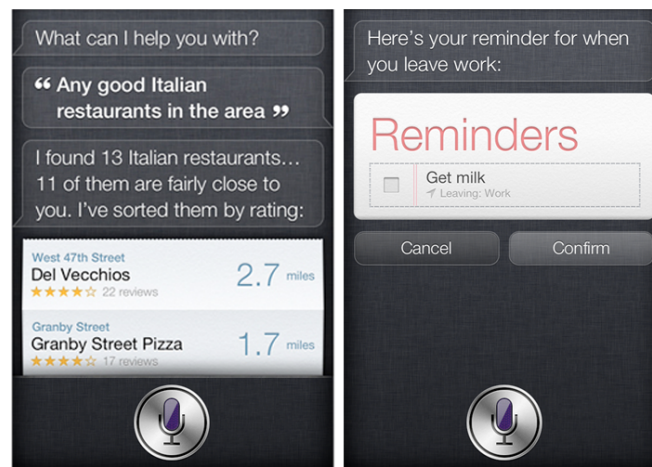 What can I help you with?
“ Any good Italian
restaurants in the area ”
I found 13 Italian restaurants...
11 of them are fairly close to
you. I've sorted them by rating:
West 47th Street
Del Vecchios
22 reviews
2.7 miles
Granby Street
Granby Street Pizza
17 reviews
1.7 miles
Here's your reminder for when
you leave work:
Reminders
Get milk
Leaving: Work
Cancel
Confirm